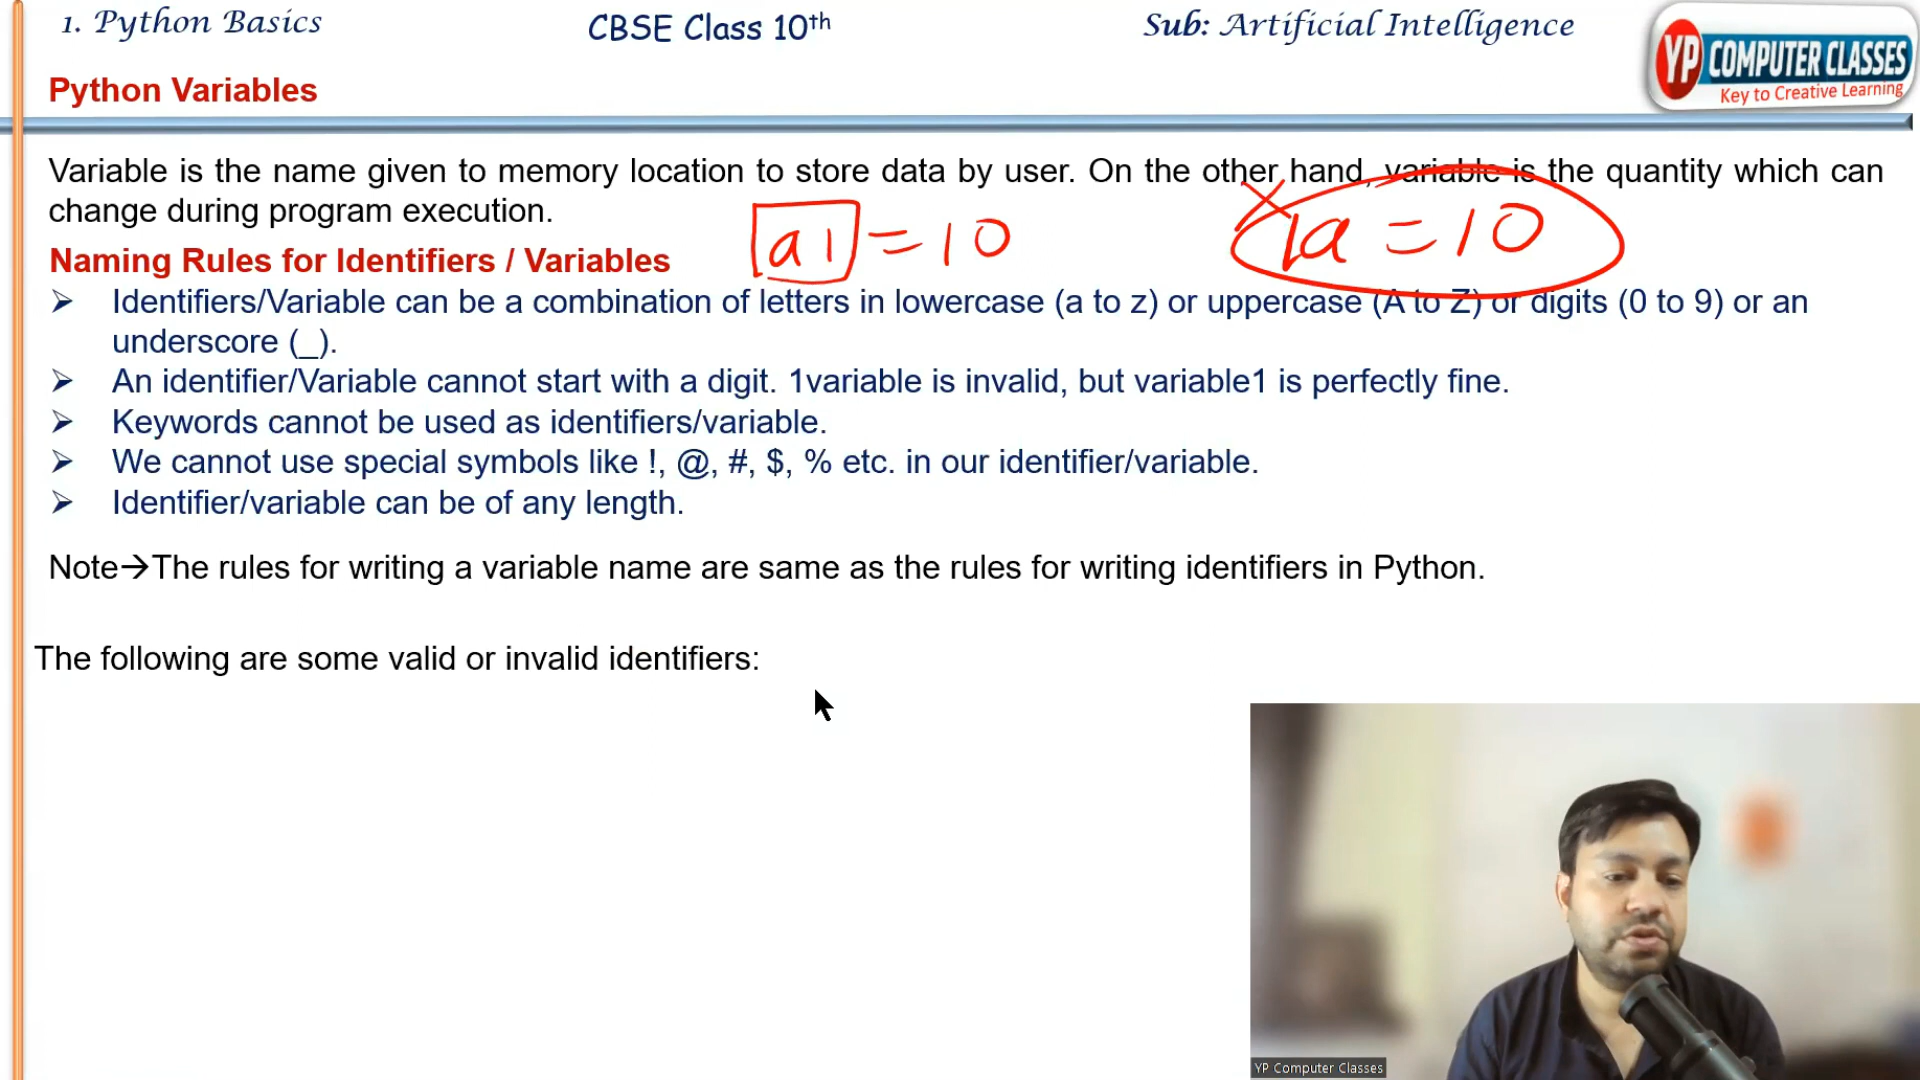 1. Python Basics
CBSE Class 10th
Sub: Artificial Intelligence
YP COMPUTER CLASSES
Key to Creative Learning
Python Variables
Variable is the name given to memory location to store data by user. On the other hand, variable is the quantity which can
change during program execution.
a1 = 10
1a = 10
Naming Rules for Identifiers / Variables
➢ Identifiers/Variable can be a combination of letters in lowercase (a to z) or uppercase (A to Z) or digits (0 to 9) or an
underscore (_).
➢ An identifier/Variable cannot start with a digit. 1variable is invalid, but variable1 is perfectly fine.
➢ Keywords cannot be used as identifiers/variable.
➢ We cannot use special symbols like !, @, #, $, % etc. in our identifier/variable.
➢ Identifier/variable can be of any length.
Note→The rules for writing a variable name are same as the rules for writing identifiers in Python.
The following are some valid or invalid identifiers:
YP Computer Classes